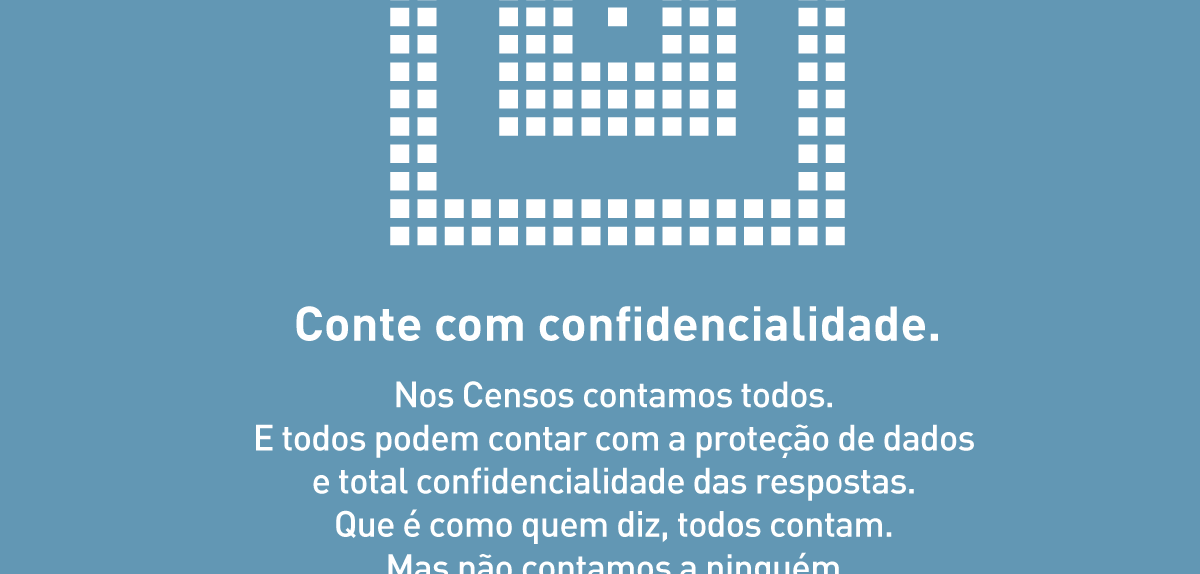 Conte com confidencialidade.
Nos Censos contamos todos.
E todos podem contar com a proteção de dados
e total confidencialidade das respostas.
Que é como quem diz, todos contam.
Mas não contamos a ninguém